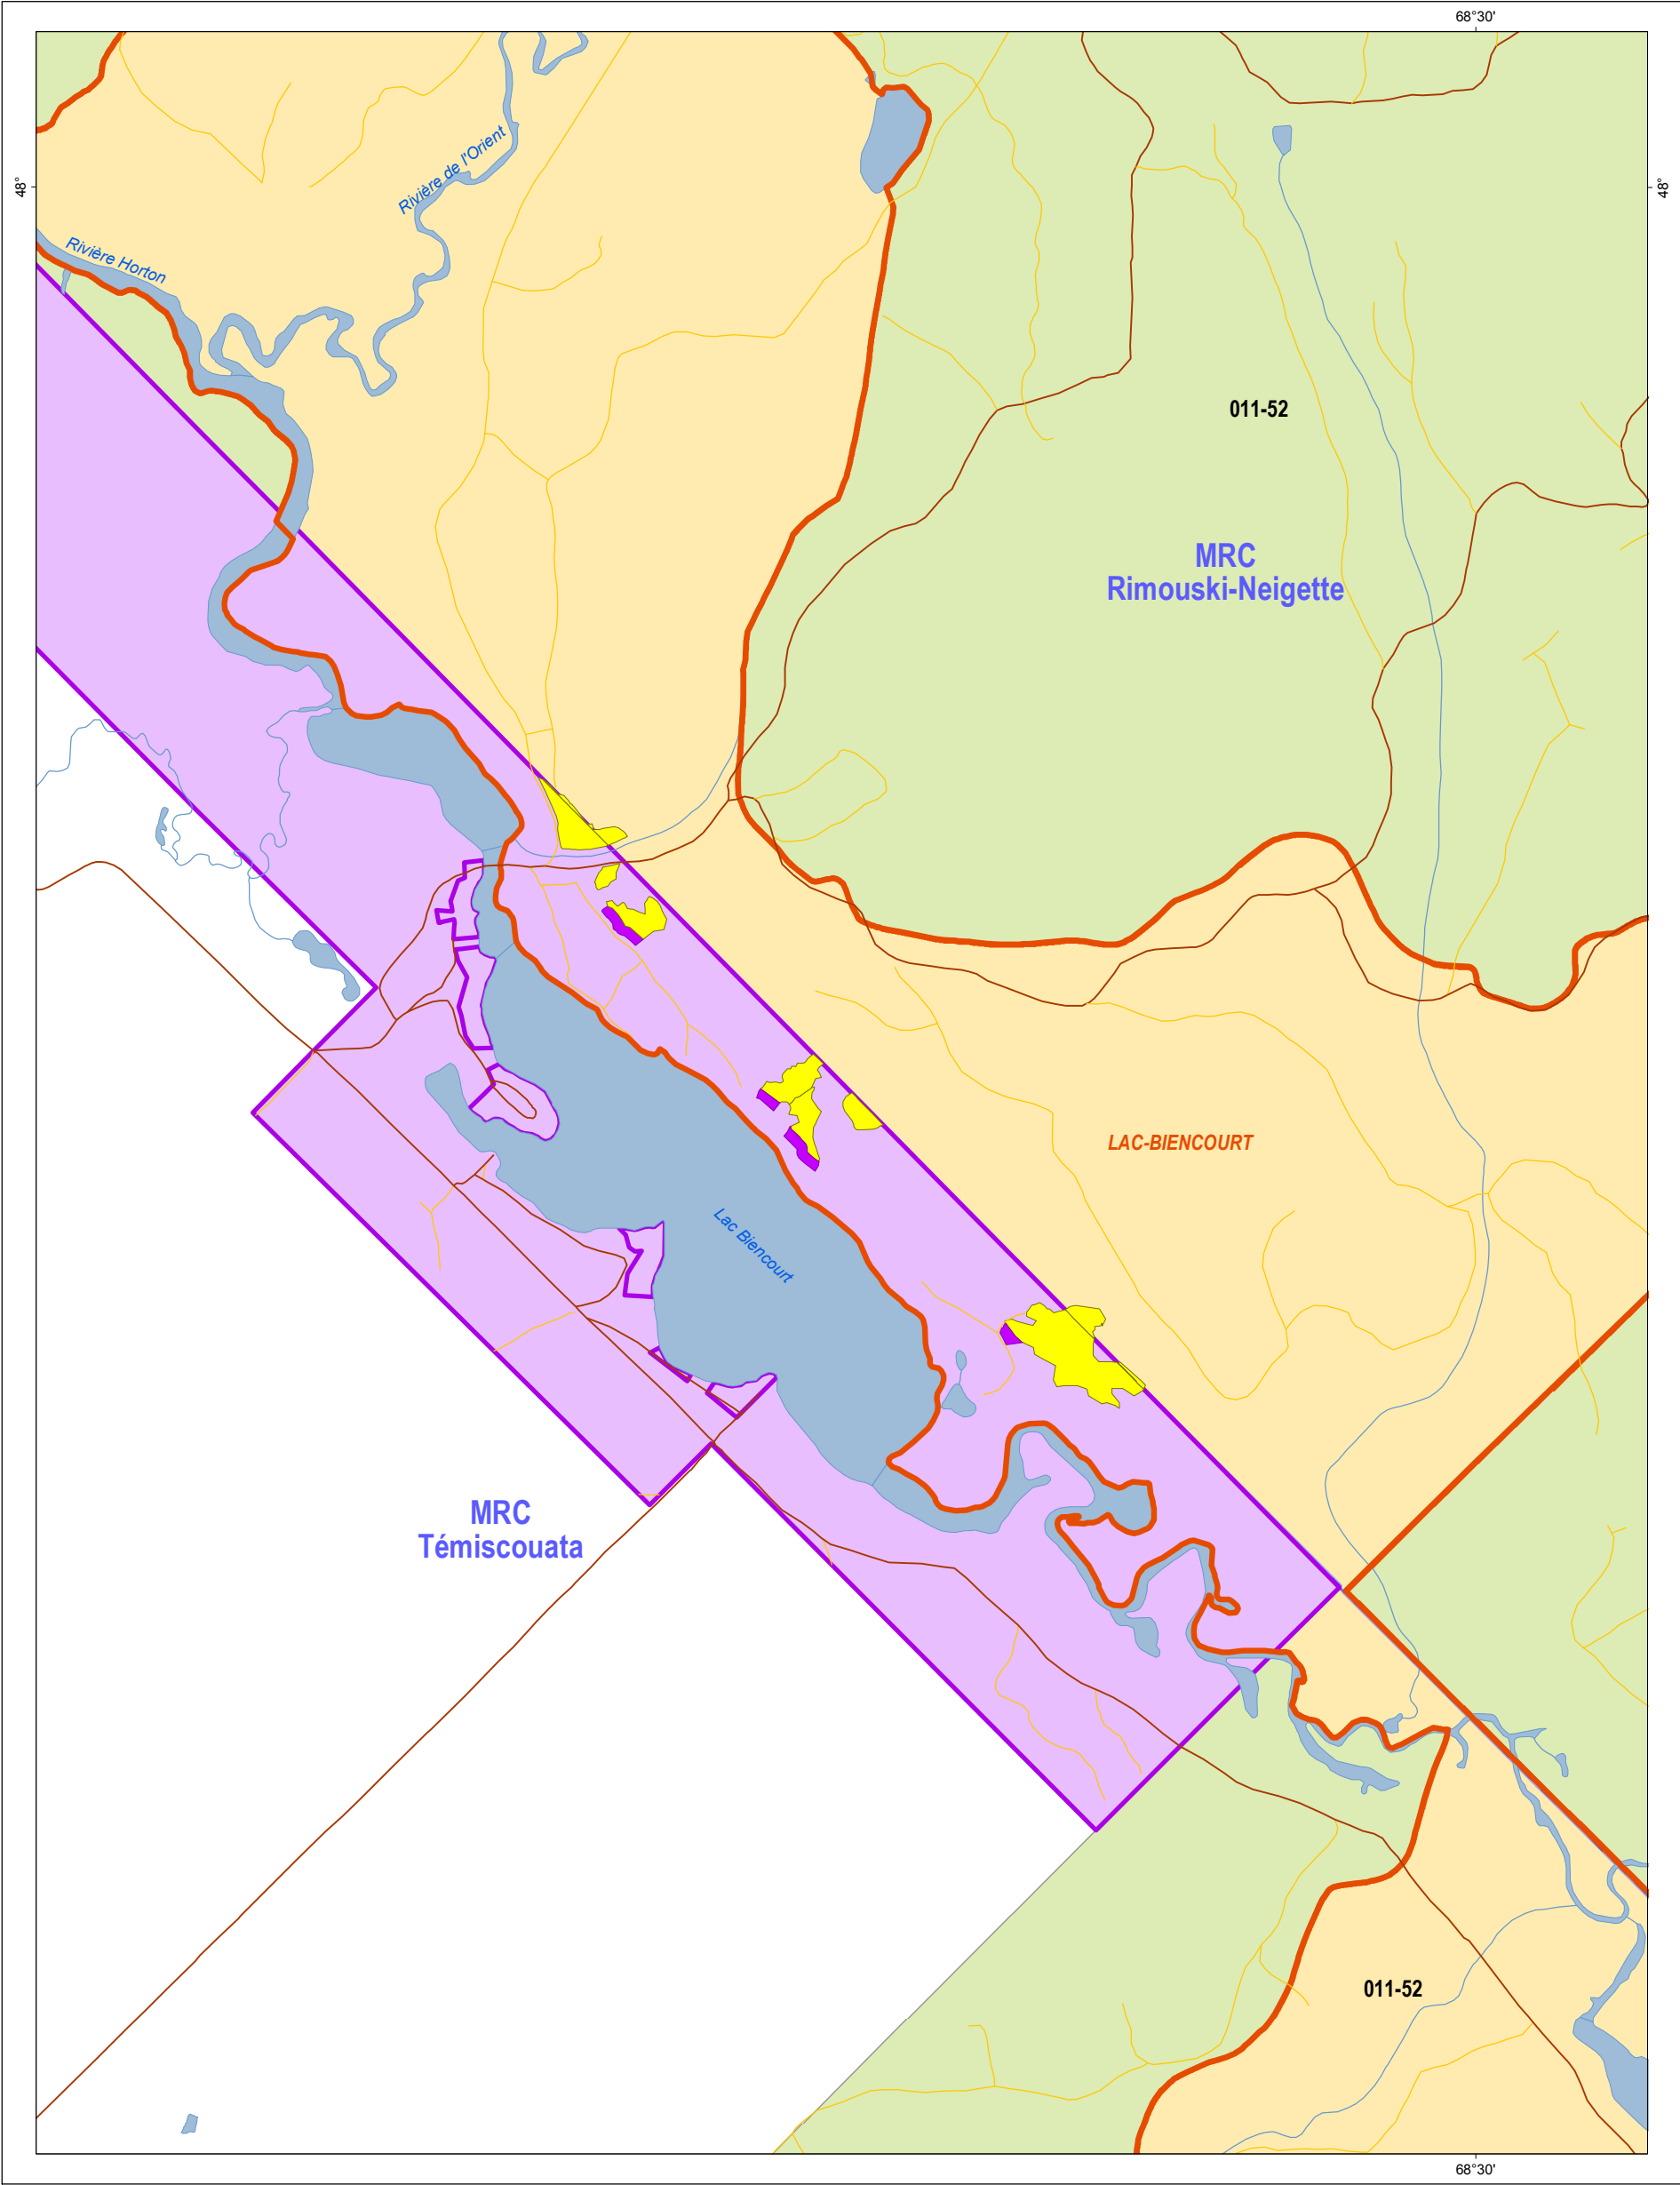 68°30'
48°
48°
Rivière de l'Orient
Rivière Horton
011-52
MRC
Rimouski-Neigette
LAC-BIENCOURT
Lac Biencourt
MRC
Témiscouata
011-52
68°30'